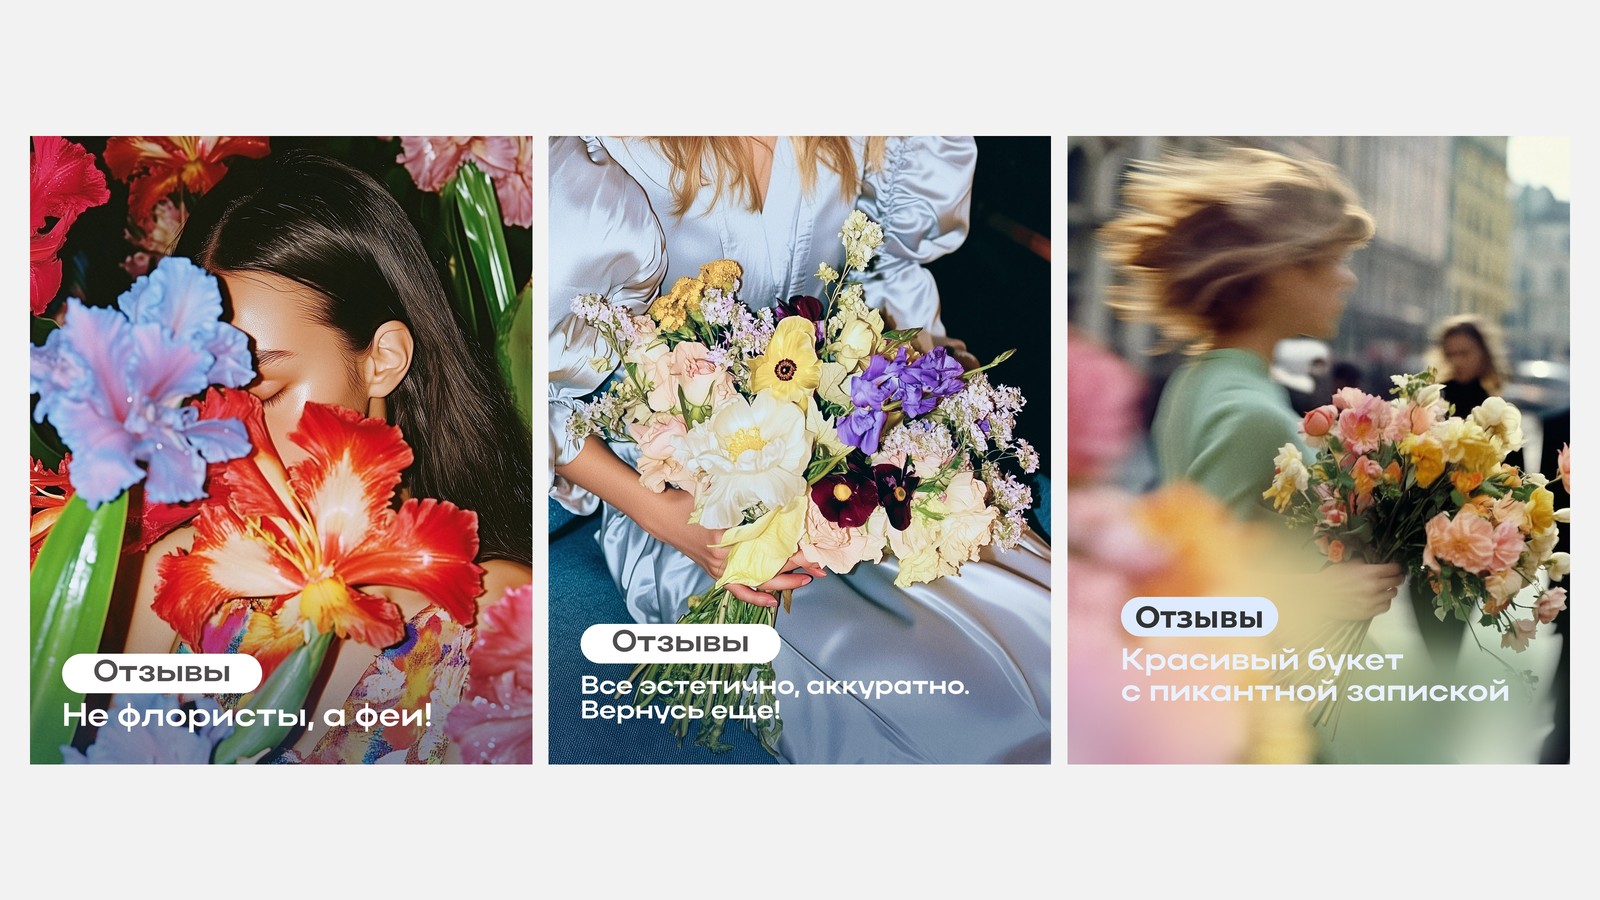 Отзывы
Не флористы, а феи!
Отзывы
Все эстетично, аккуратно.
Вернусь еще!
Отзывы
Красивый букет
с пикантной запиской